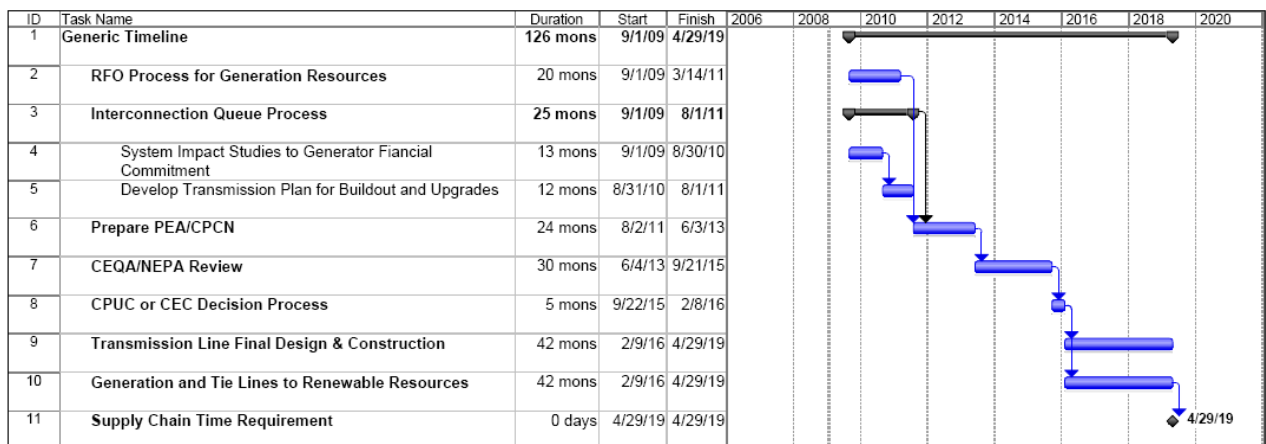 ID Task Name Duration Start Finish 2006 2008 2010 2012 2014 2016 2018 2020
1 Generic Timeline 126 mons 9/1/09 4/29/19
2 RFO Process for Generation Resources 20 mons 9/1/09 3/14/11
3 Interconnection Queue Process 25 mons 9/1/09 8/1/11
4 System Impact Studies to Generator Fiancial 13 mons 9/1/09 8/30/10
Commitment
5 Develop Transmission Plan for Buildout and Upgrades 12 mons 8/31/10 8/1/11
6 Prepare PEA/CPCN 24 mons 8/2/11 6/3/13
7 CEQA/NEPA Review 30 mons 6/4/13 9/21/15
8 CPUC or CEC Decision Process 5 mons 9/22/15 2/8/16
9 Transmission Line Final Design & Construction 42 mons 2/9/16 4/29/19
10 Generation and Tie Lines to Renewable Resources 42 mons 2/9/16 4/29/19
11 Supply Chain Time Requirement 0 days 4/29/19 4/29/19 4/29/19